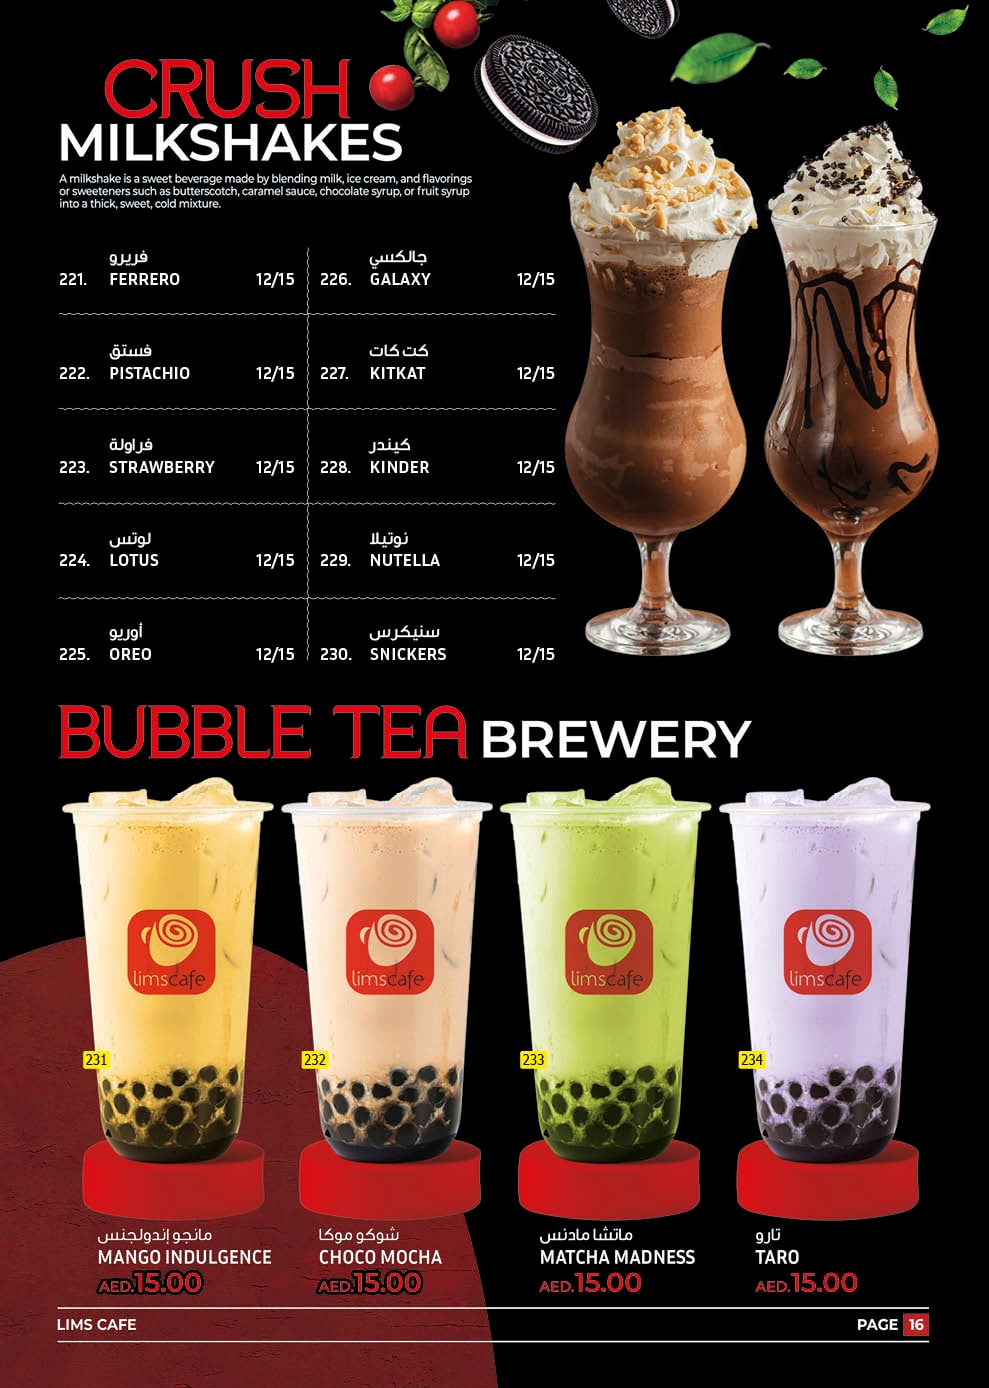 CRUSH
MILKSHAKES
A milkshake is a sweet beverage made by blending milk, ice cream, and flavorings
or sweeteners such as butterscotch, caramel sauce, chocolate syrup, or fruit syrup
into a thick, sweet, cold mixture.
فريرو
221. FERRERO 12/15
فستق
222. PISTACHIO 12/15
فراولة
223. STRAWBERRY 12/15
لوتس
224. LOTUS 12/15
أوريو
225. OREO 12/15
جالكسي
226. GALAXY 12/15
كت كات
227. KITKAT 12/15
كيندر
228. KINDER 12/15
نوتيلا
229. NUTELLA 12/15
سنيكرس
230. SNICKERS 12/15
BUBBLE TEA BREWERY
limscafe
limscafe
limscafe
limscafe
231
232
233
234
مانجو إندولجنس
MANGO INDULGENCE
AED.15.00
شوكو موكا
CHOCO MOCHA
AED.15.00
ماتشا مادنس
MATCHA MADNESS
AED.15.00
تارو
TARO
AED.15.00
LIMS CAFE
PAGE 16